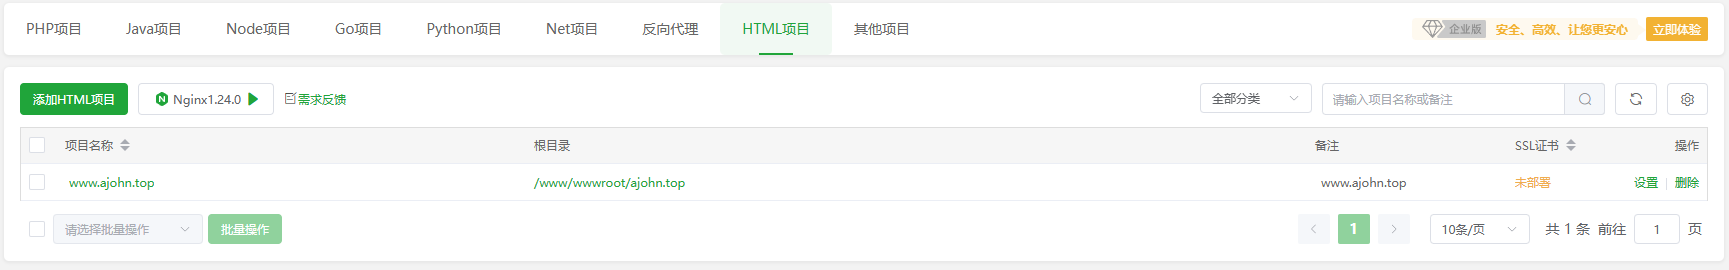 PHP项目 Java项目 Node项目 Go项目 Python项目 Net项目 反向代理 HTML项目 其他项目 企业版 安全、高效、让您更安心 立即体验
添加HTML项目 Nginx1.24.0 需求反馈 全部分类 请输入项目名称或备注
项目名称 根目录 备注 SSL证书 操作
www.ajohn.top /www/wwwroot/ajohn.top www.ajohn.top 未部署 设置 删除
请选择批量操作 批量操作 1 10条/页 共 1 条 前往 1 页